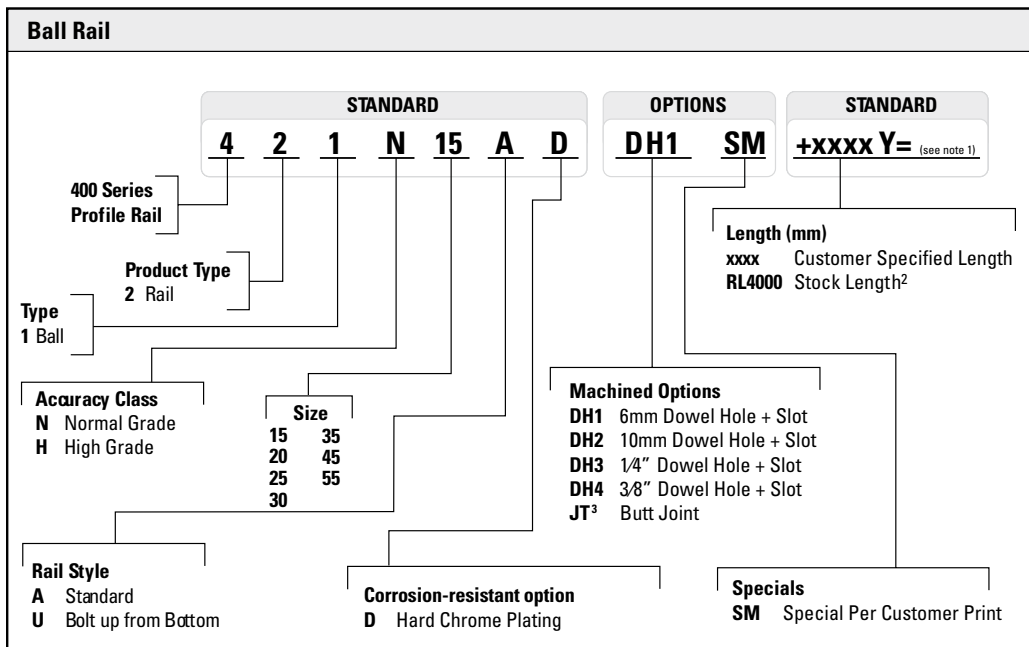 Ball Rail
STANDARD OPTIONS STANDARD
4 2 1 N 15 A D DH1 SM +xxxx Y= (see note 1)
400 Series
Profile Rail
Product Type
2 Rail
Type
1 Ball
Length (mm)
xxxx Customer Specified Length
RL4000 Stock Length²
Accuracy Class
N Normal Grade
H High Grade
Size
15 35
20 45
25 55
30
Machined Options
DH1 6mm Dowel Hole + Slot
DH2 10mm Dowel Hole + Slot
DH3 1⁄4” Dowel Hole + Slot
DH4 3⁄8” Dowel Hole + Slot
JT³ Butt Joint
Rail Style
A Standard
U Bolt up from Bottom
Corrosion-resistant option
D Hard Chrome Plating
Specials
SM Special Per Customer Print